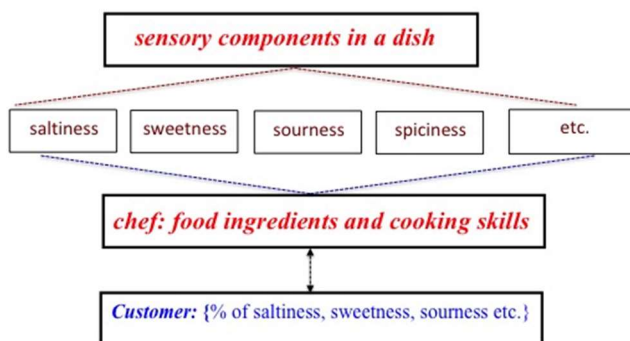 sensory components in a dish
saltiness
sweetness
sourness
spiciness
etc.
chef: food ingredients and cooking skills
Customer: {% of saltiness, sweetness, sourness etc.}